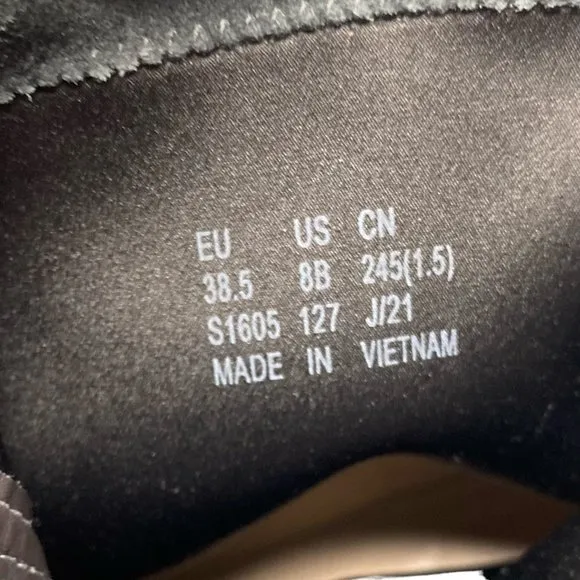 EU US CN
38.5 8B 245(1.5)
S1605 127 J/21
MADE IN VIETNAM